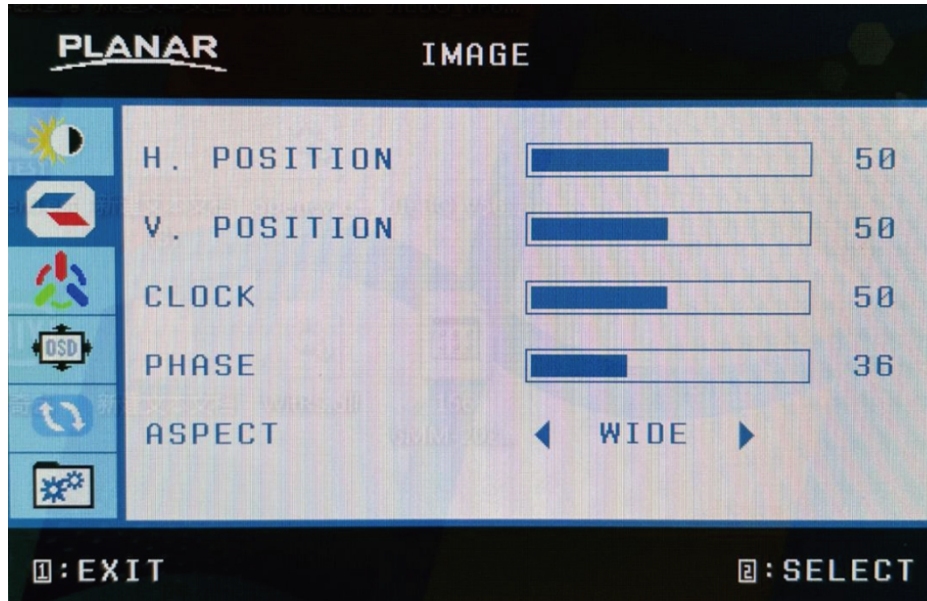 PLANAR
IMAGE
H. POSITION 50
V. POSITION 50
CLOCK 50
PHASE 36
ASPECT WIDE
OSD
1:EXIT
2:SELECT